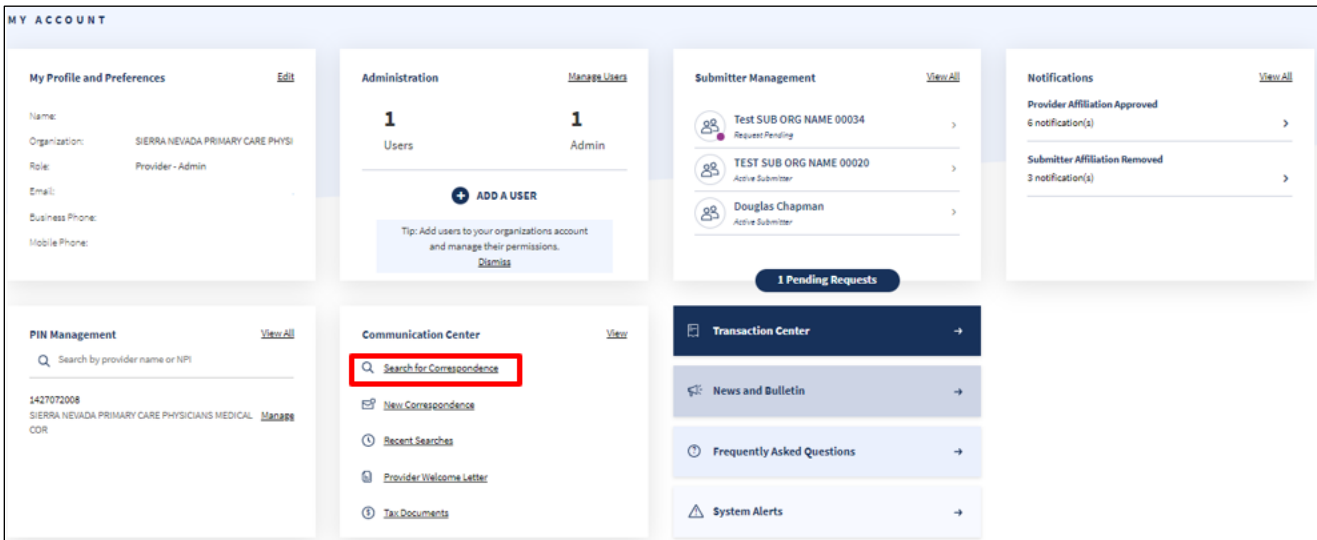 MY ACCOUNT
My Profile and Preferences
Edit
Name:
Organization: SIERRA NEVADA PRIMARY CARE PHYSI
Role: Provider - Admin
Email:
Business Phone:
Mobile Phone:
Administration
Manage Users
1 1
Users Admin
ADD A USER
Tip: Add users to your organizations account
and manage their permissions.
Dismiss
Submitter Management
View All
Test SUB ORG NAME 00034
Request Pending
TEST SUB ORG NAME 00020
Active Submitter
Douglas Chapman
Active Submitter
1 Pending Requests
Notifications
View All
Provider Affiliation Approved
6 notification(s)
Submitter Affiliation Removed
3 notification(s)
PIN Management
View All
Search by provider name or NPI
1427072008
SIERRA NEVADA PRIMARY CARE PHYSICIANS MEDICAL Manage
COR
Communication Center
View
Search for Correspondence
New Correspondence
Recent Searches
Provider Welcome Letter
Tax Documents
Transaction Center
News and Bulletin
Frequently Asked Questions
System Alerts